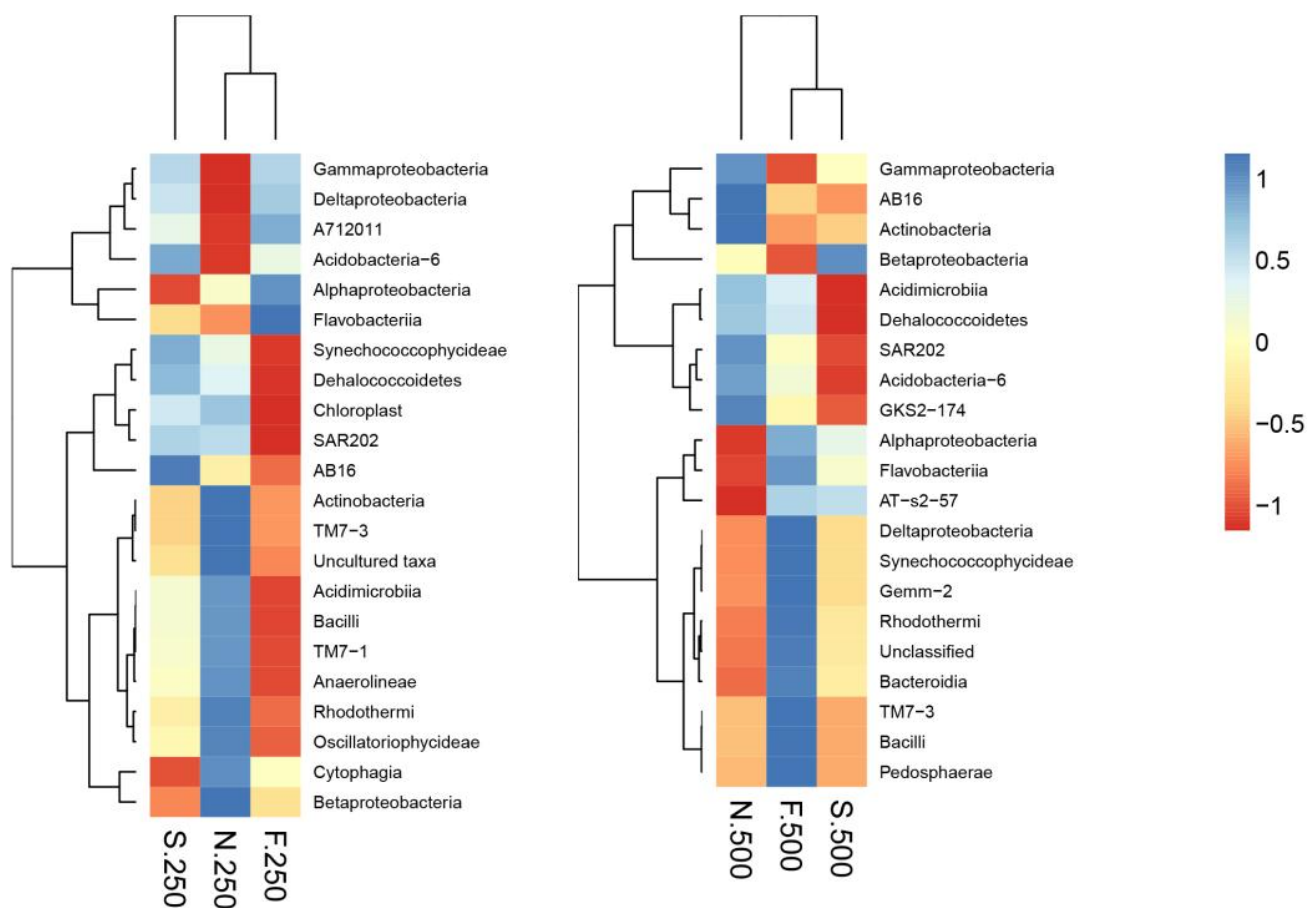 Gammaproteobacteria
Deltaproteobacteria
A712011
Acidobacteria−6
Alphaproteobacteria
Flavobacteriia
Synechococcophycideae
Dehalococcoidetes
Chloroplast
SAR202
AB16
Actinobacteria
TM7−3
Uncultured taxa
Acidimicrobiia
Bacilli
TM7−1
Anaerolineae
Rhodothermi
Oscillatoriophycideae
Cytophagia
Betaproteobacteria
S.250
N.250
F.250
Gammaproteobacteria
AB16
Actinobacteria
Betaproteobacteria
Acidimicrobiia
Dehalococcoidetes
SAR202
Acidobacteria−6
GKS2−174
Alphaproteobacteria
Flavobacteriia
AT−s2−57
Deltaproteobacteria
Synechococcophycideae
Gemm−2
Rhodothermi
Unclassified
Bacteroidia
TM7−3
Bacilli
Pedosphaerae
N.500
F.500
S.500
1
0.5
0
−0.5
−1